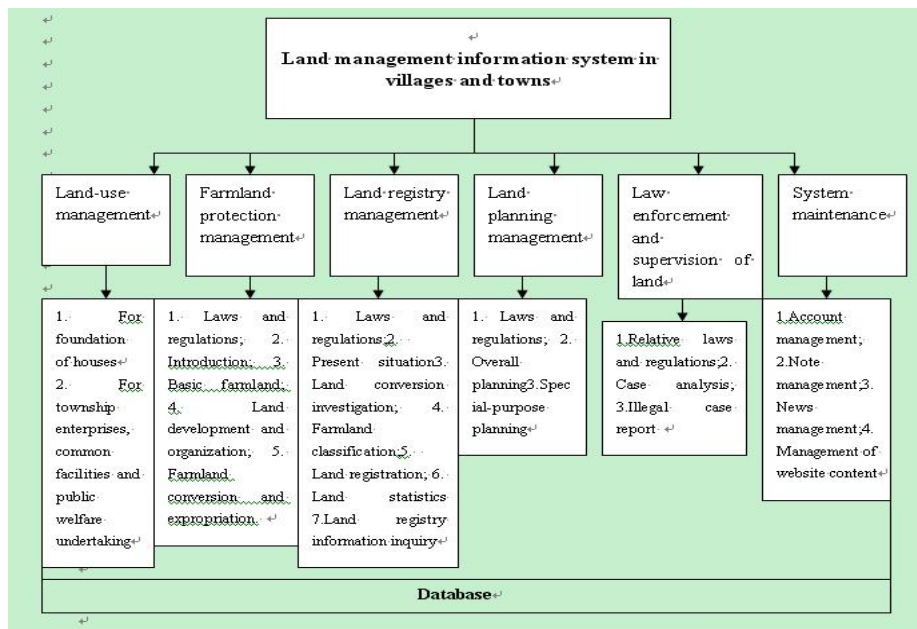 Land management information system in
villages and towns
Land-use
management
Farmland
protection
management
Land registry
management
Land
planning
management
Law
enforcement
and
supervision of
land
System
maintenance
1. For
foundation
of houses
2. For
township
enterprises,
common
facilities and
public
welfare
undertaking
1. Laws and
regulations; 2.
Introduction; 3.
Basic farmland;
4. Land
development and
organization; 5.
Farmland
conversion and
expropriation.
1. Laws and
regulations;2.
Present situation3.
Land conversion
investigation; 4.
Farmland
classification;5.
Land registration; 6.
Land statistics
7.Land registry
information inquiry
1. Laws and
regulations; 2.
Overall
planning3.Spec
ial-purpose
planning
1.Relative laws
and regulations;2.
Case analysis;
3.Illegal case
report
1.Account
management;
2.Note
management;3.
News
management;4.
Management of
website content
Database